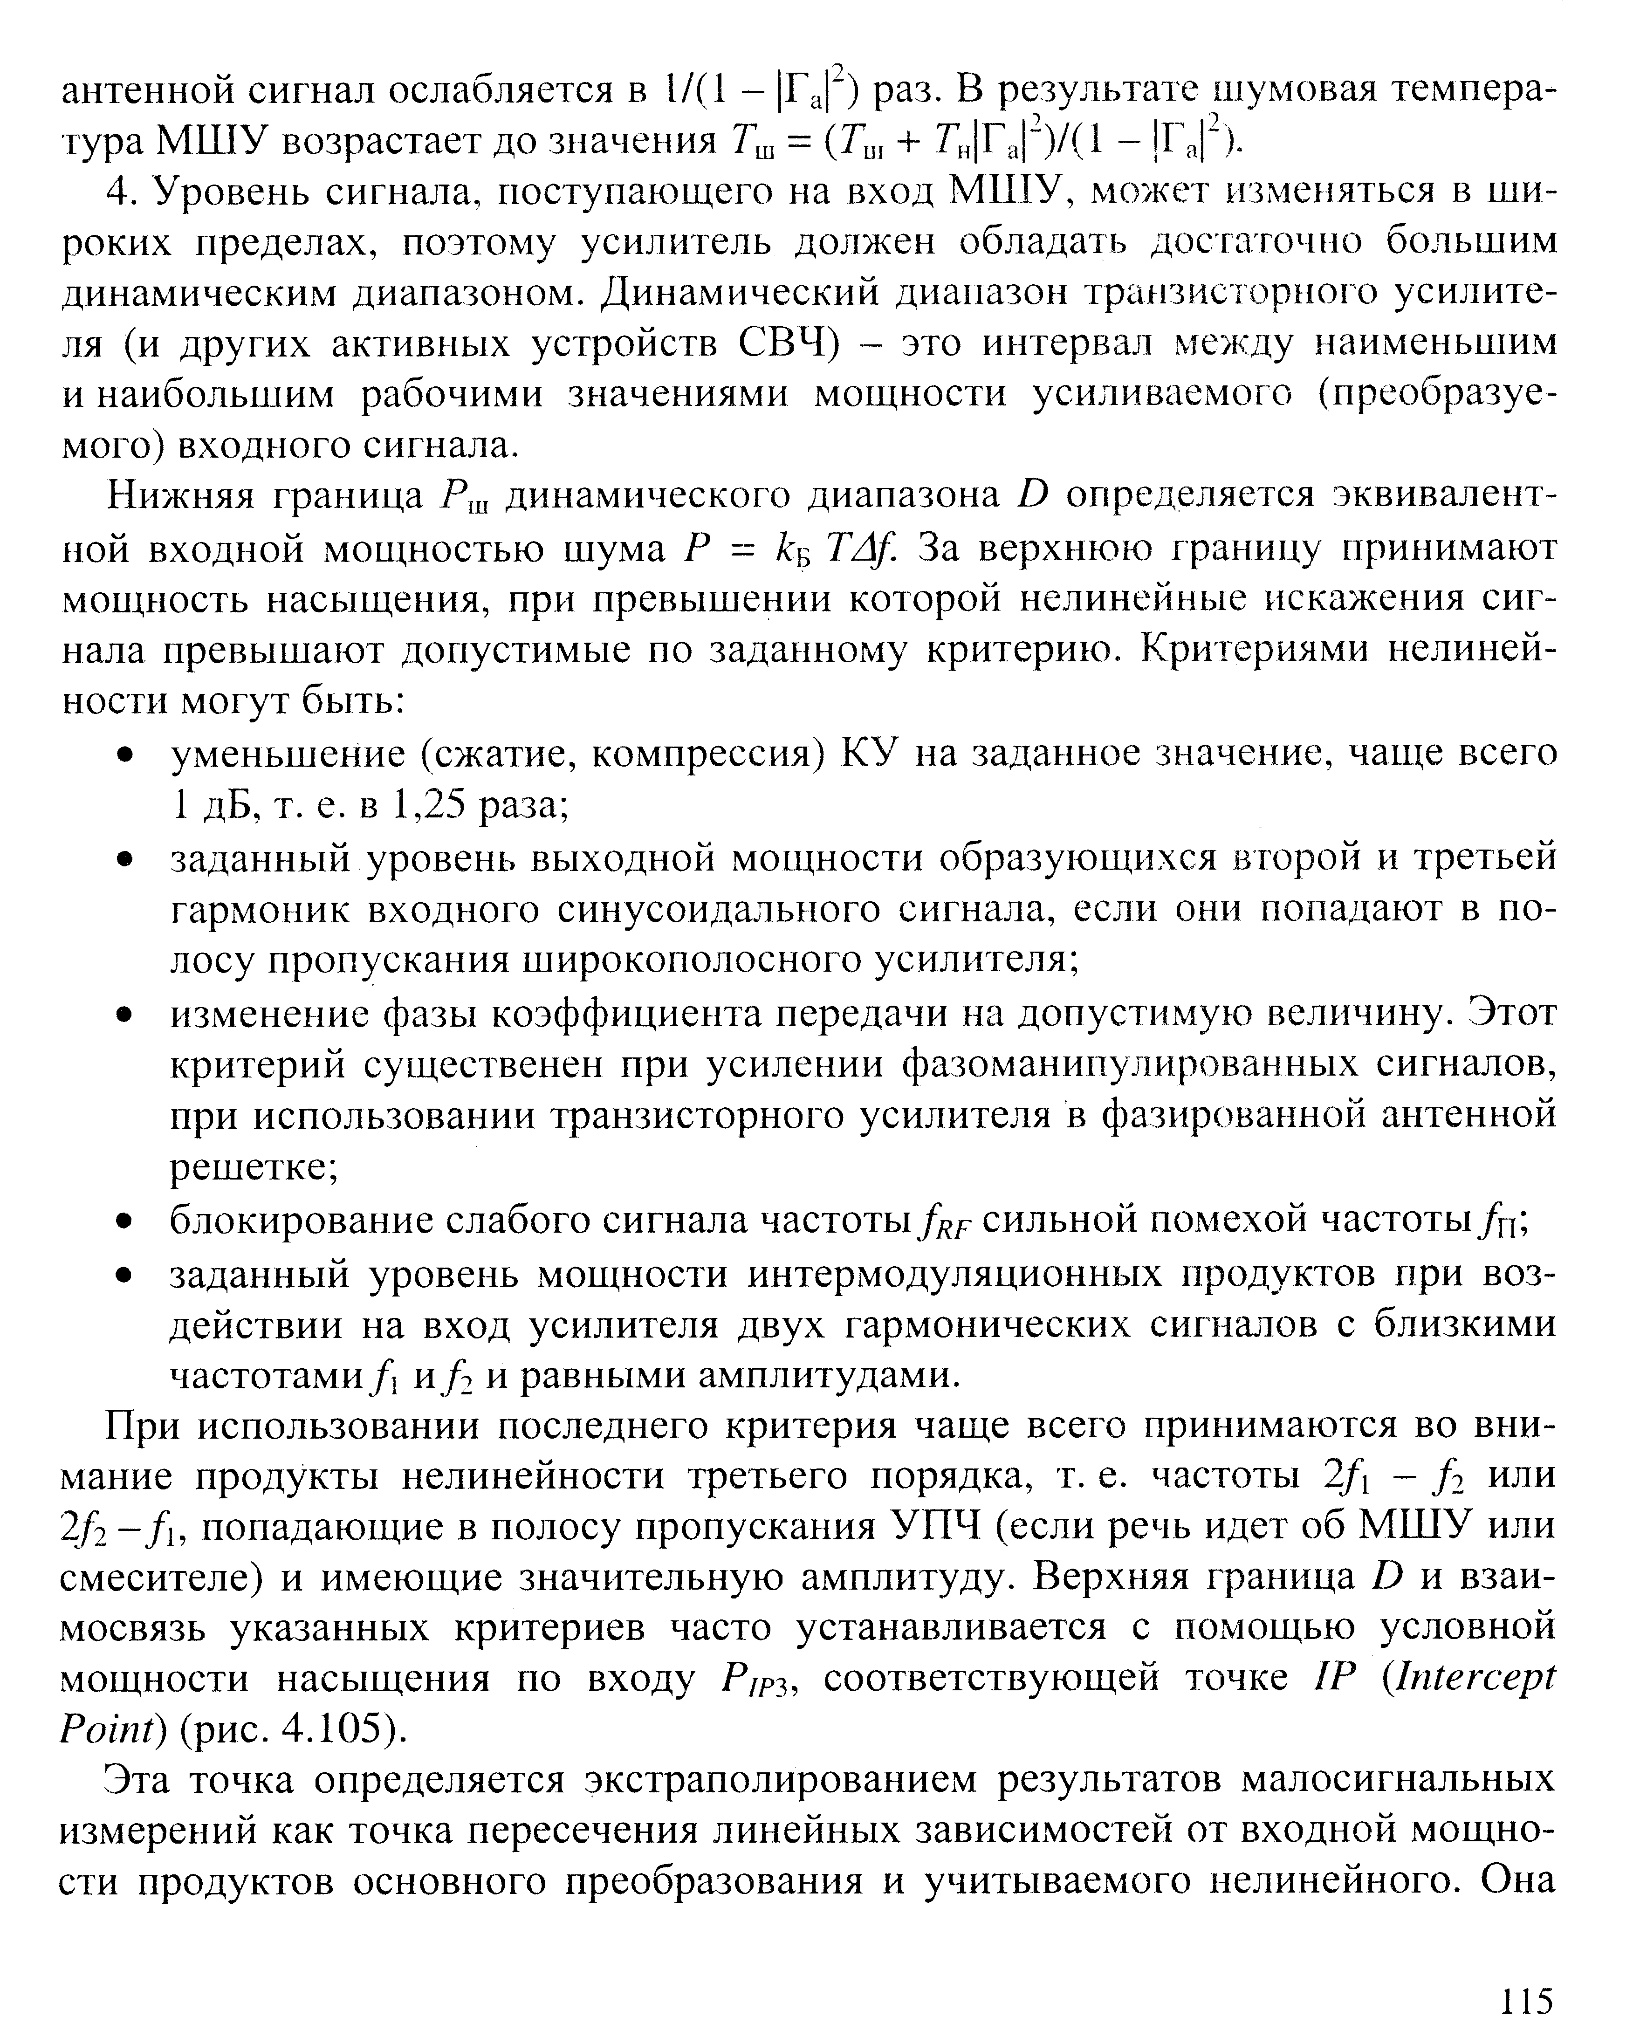 антенной сигнал ослабляется в 1/(1 – |Γа|²) раз. В результате шумовая темпера-
тура МШУ возрастает до значения Tш = (Tш + Tн|Γа|²)/(1 – |Γа|²).
4. Уровень сигнала, поступающего на вход МШУ, может изменяться в ши-
роких пределах, поэтому усилитель должен обладать достаточно большим
динамическим диапазоном. Динамический диапазон транзисторного усилите-
ля (и других активных устройств СВЧ) – это интервал между наименьшим
и наибольшим рабочими значениями мощности усиливаемого (преобразуе-
мого) входного сигнала.
Нижняя граница Pш динамического диапазона D определяется эквивалент-
ной входной мощностью шума P = kБ TΔf. За верхнюю границу принимают
мощность насыщения, при превышении которой нелинейные искажения сиг-
нала превышают допустимые по заданному критерию. Критериями нелиней-
ности могут быть:
• уменьшение (сжатие, компрессия) КУ на заданное значение, чаще всего
1 дБ, т. е. в 1,25 раза;
• заданный уровень выходной мощности образующихся второй и третьей
гармоник входного синусоидального сигнала, если они попадают в по-
лосу пропускания широкополосного усилителя;
• изменение фазы коэффициента передачи на допустимую величину. Этот
критерий существенен при усилении фазоманипулированных сигналов,
при использовании транзисторного усилителя в фазированной антенной
решетке;
• блокирование слабого сигнала частоты fRF сильной помехой частоты fП;
• заданный уровень мощности интермодуляционных продуктов при воз-
действии на вход усилителя двух гармонических сигналов с близкими
частотами f1 и f2 и равными амплитудами.
При использовании последнего критерия чаще всего принимаются во вни-
мание продукты нелинейности третьего порядка, т. е. частоты 2f1 – f2 или
2f2 – f1, попадающие в полосу пропускания УПЧ (если речь идет об МШУ или
смесителе) и имеющие значительную амплитуду. Верхняя граница D и взаи-
мосвязь указанных критериев часто устанавливается с помощью условной
мощности насыщения по входу PIP3, соответствующей точке IP (Intercept
Point) (рис. 4.105).
Эта точка определяется экстраполированием результатов малосигнальных
измерений как точка пересечения линейных зависимостей от входной мощно-
сти продуктов основного преобразования и учитываемого нелинейного. Она
115